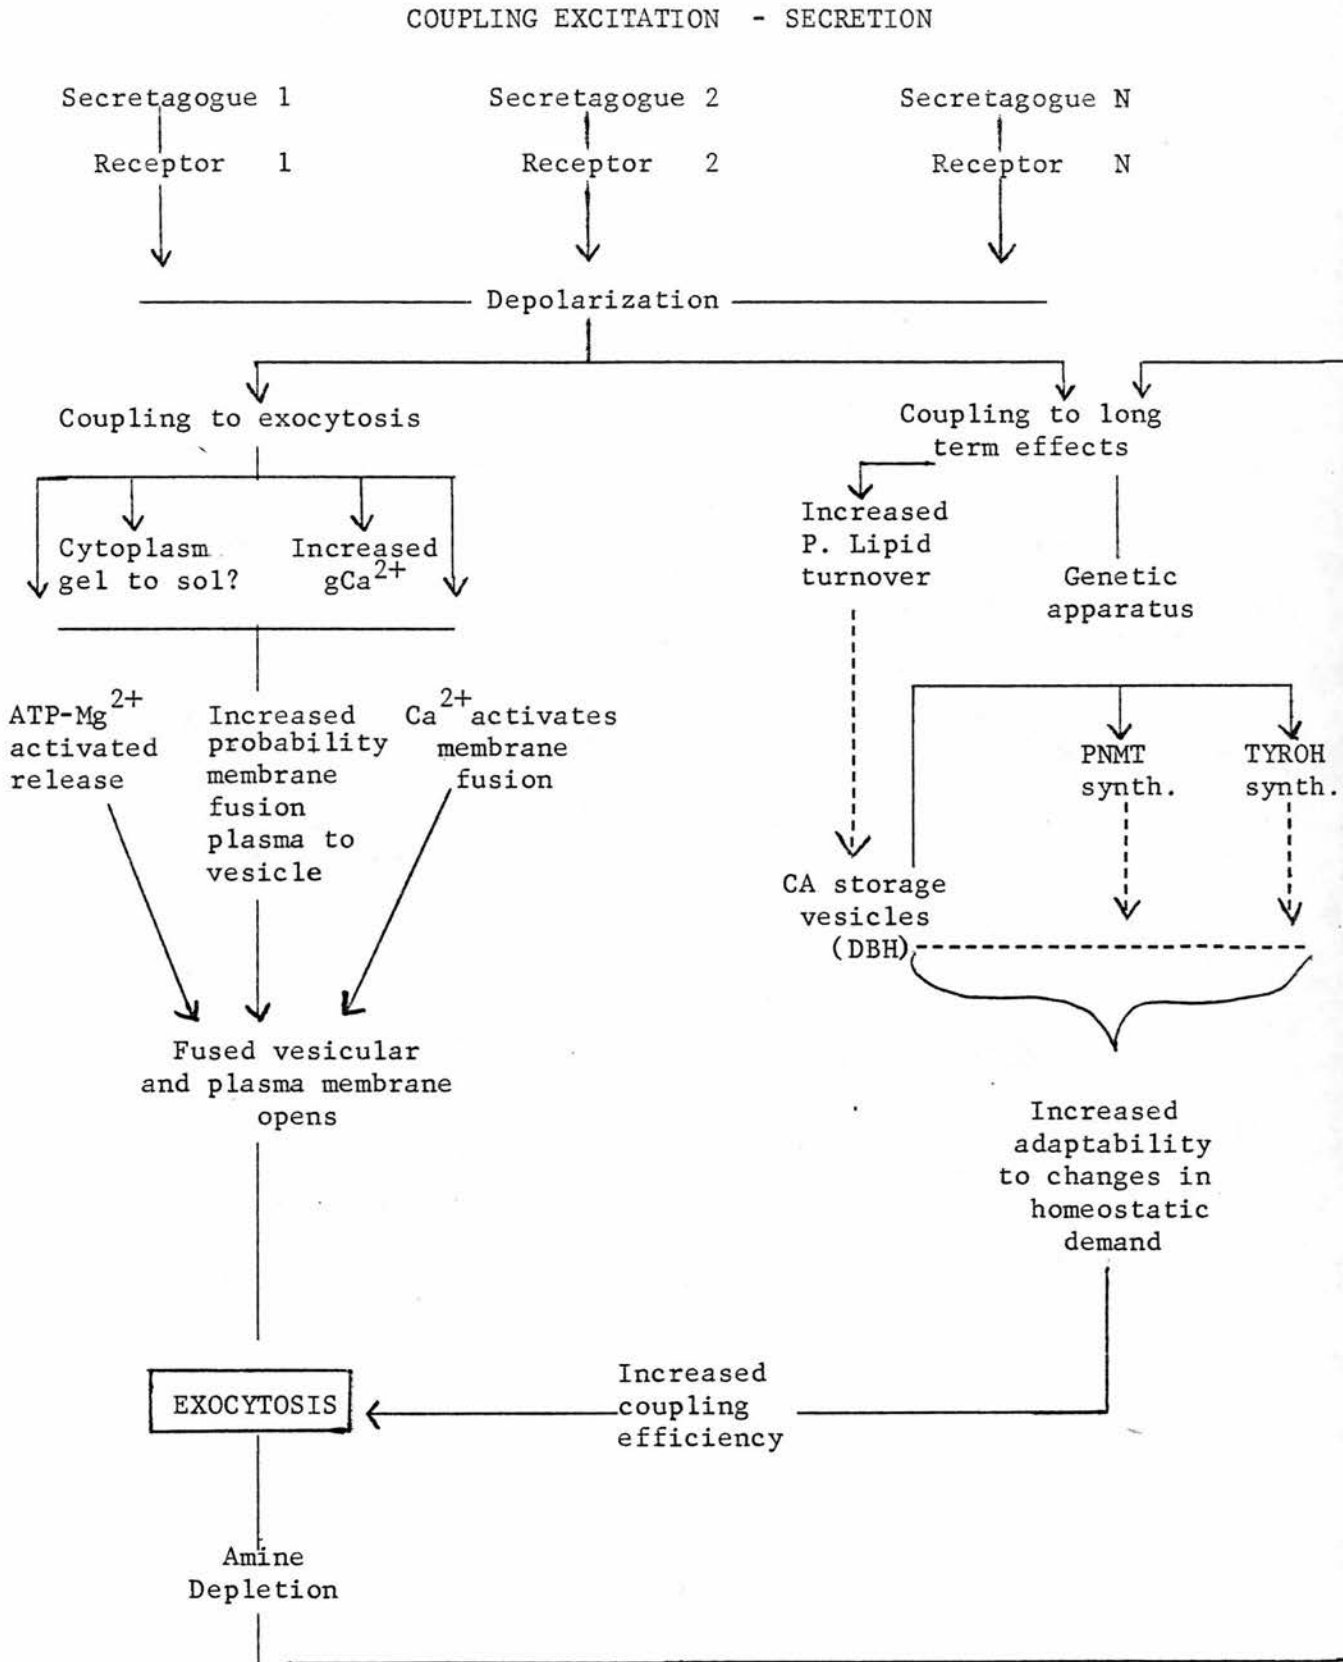 COUPLING EXCITATION - SECRETION
Secretagogue 1
Secretagogue 2
Secretagogue N
Receptor 1
Receptor 2
Receptor N
Depolarization
Coupling to exocytosis
Coupling to long
term effects
Cytoplasm
gel to sol?
Increased
gCa2+
Increased
P. Lipid
turnover
Genetic
apparatus
ATP-Mg2+
activated
release
Increased
probability
membrane
fusion
plasma to
vesicle
Ca2+ activates
membrane
fusion
PNMT
synth.
TYROH
synth.
CA storage
vesicles
(DBH)
Fused vesicular
and plasma membrane
opens
Increased
adaptability
to changes in
homeostatic
demand
EXOCYTOSIS
Increased
coupling
efficiency
Amine
Depletion